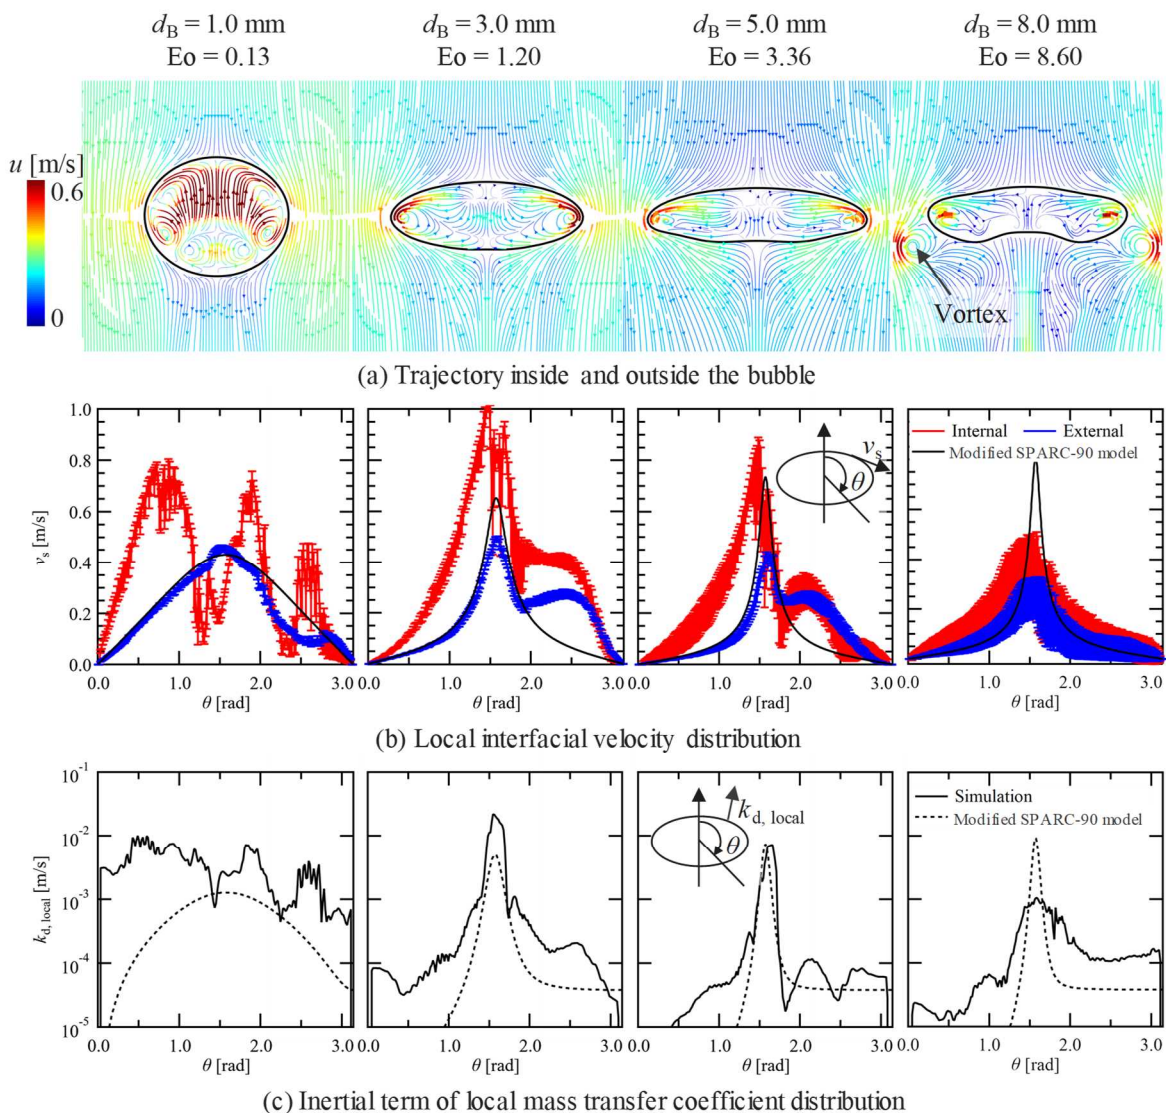 d_B = 1.0 mm d_B = 3.0 mm d_B = 5.0 mm d_B = 8.0 mm
Eo = 0.13 Eo = 1.20 Eo = 3.36 Eo = 8.60
u [m/s]
0.6
0
Vortex
(a) Trajectory inside and outside the bubble
v_s [m/s]
1.0
0.8
0.6
0.4
0.2
0.0
Internal External
Modified SPARC-90 model
v_s
θ
0.0 1.0 2.0 3.0 0.0 1.0 2.0 3.0 0.0 1.0 2.0 3.0 0.0 1.0 2.0 3.0
θ [rad] θ [rad] θ [rad] θ [rad]
(b) Local interfacial velocity distribution
k_d, local [m/s]
10^-1
10^-2
10^-3
10^-4
10^-5
k_d, local
θ
Simulation
Modified SPARC-90 model
0.0 1.0 2.0 3.0 0.0 1.0 2.0 3.0 0.0 1.0 2.0 3.0 0.0 1.0 2.0 3.0
θ [rad] θ [rad] θ [rad] θ [rad]
(c) Inertial term of local mass transfer coefficient distribution